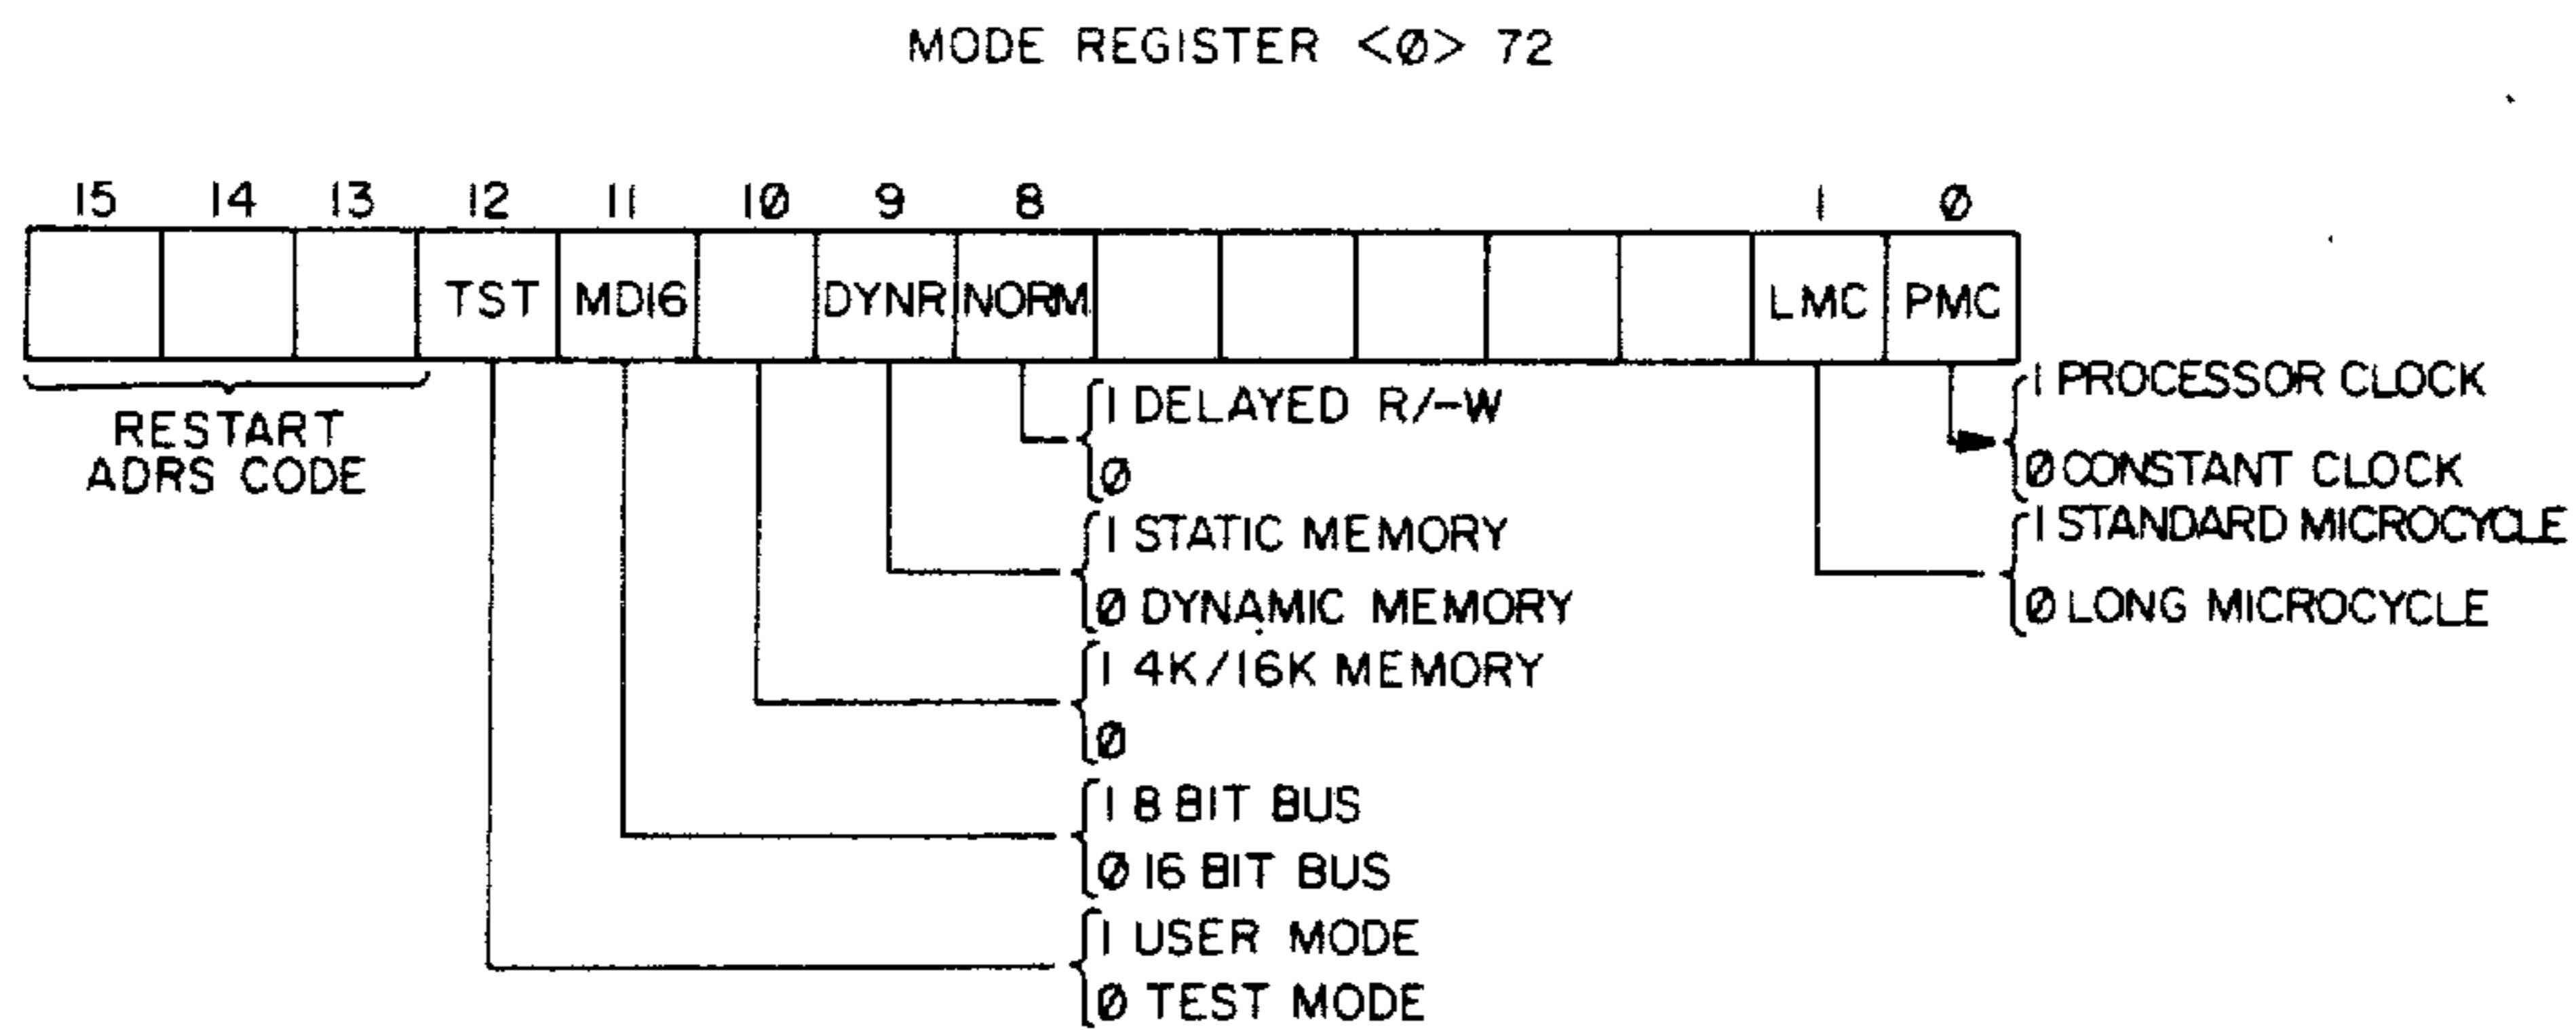 MODE REGISTER <Ø> 72
15 14 13 12 11 1Ø 9 8 1 Ø
TST MD16 DYNR NORM LMC PMC
RESTART
ADRS CODE
1 DELAYED R/-W
Ø
1 STATIC MEMORY
Ø DYNAMIC MEMORY
1 4K/16K MEMORY
Ø
1 8 BIT BUS
Ø 16 BIT BUS
1 USER MODE
Ø TEST MODE
1 PROCESSOR CLOCK
Ø CONSTANT CLOCK
1 STANDARD MICROCYCLE
Ø LONG MICROCYCLE